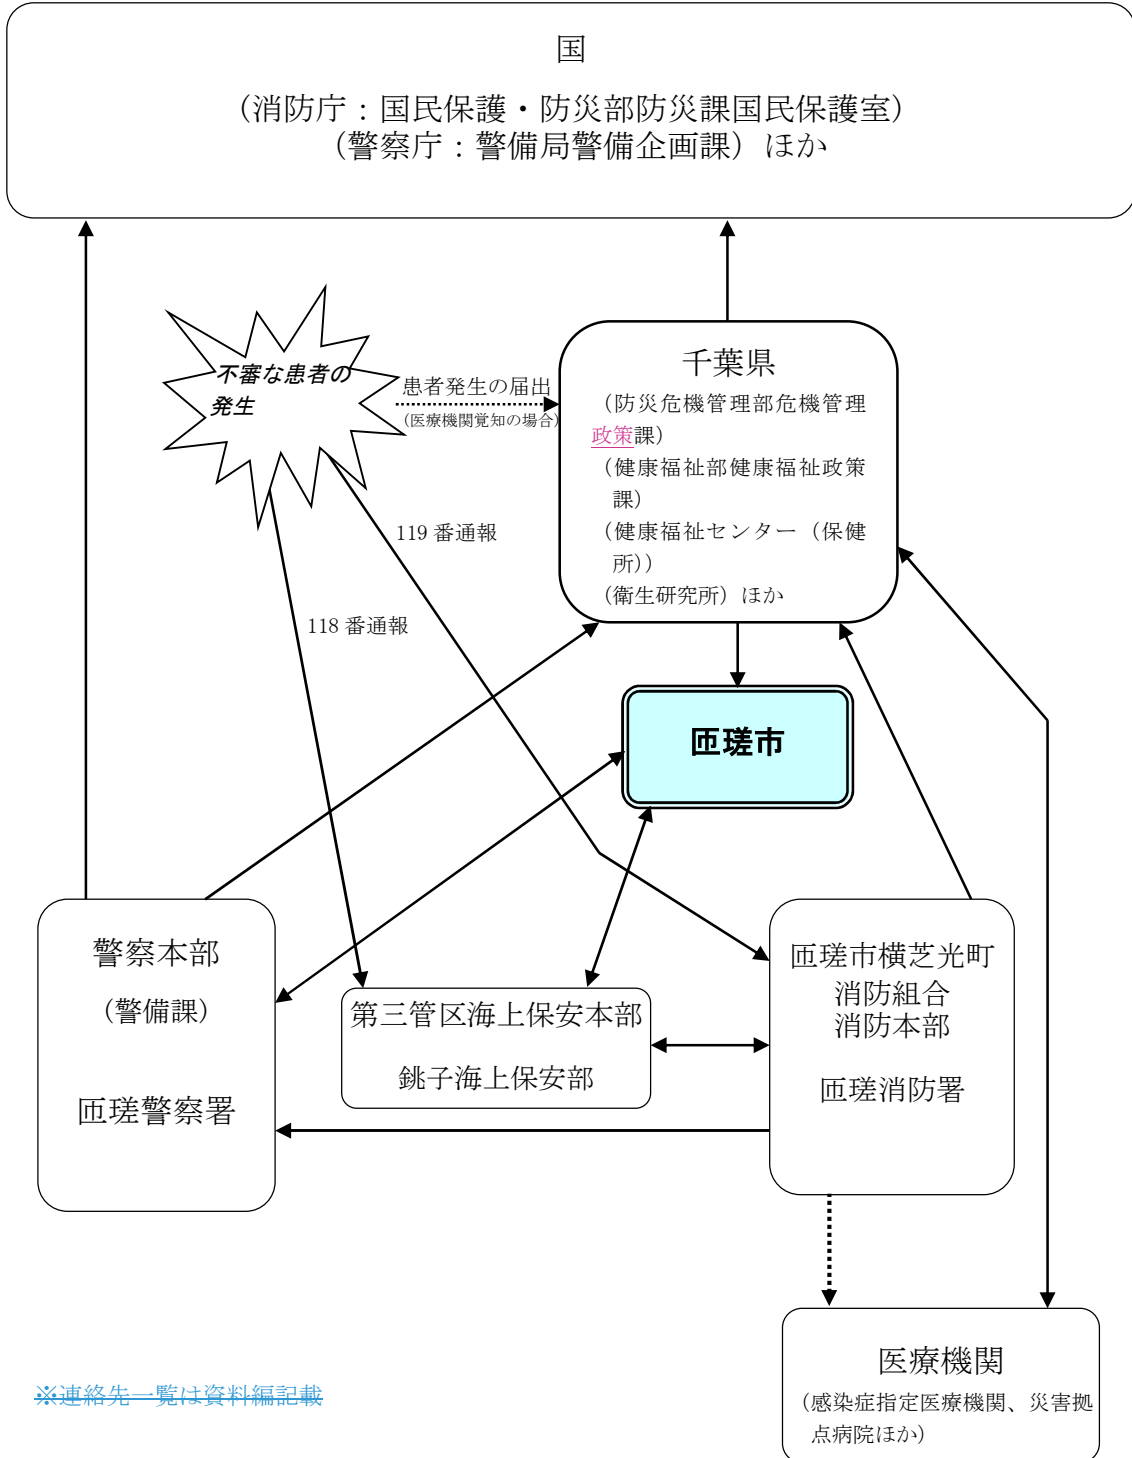 国
（消防庁：国民保護・防災部防災課国民保護室）
（警察庁：警備局警備企画課）ほか
不審な患者の
発生
患者発生の届出
（医療機関覚知の場合）
千葉県
（防災危機管理部危機管理
政策課）
（健康福祉部健康福祉政策
課）
（健康福祉センター（保健
所））
（衛生研究所）ほか
119 番通報
118 番通報
匝瑳市
警察本部
（警備課）
匝瑳警察署
第三管区海上保安本部
銚子海上保安部
匝瑳市横芝光町
消防組合
消防本部
匝瑳消防署
医療機関
（感染症指定医療機関、災害拠
点病院ほか）
※連絡先一覧は資料編記載